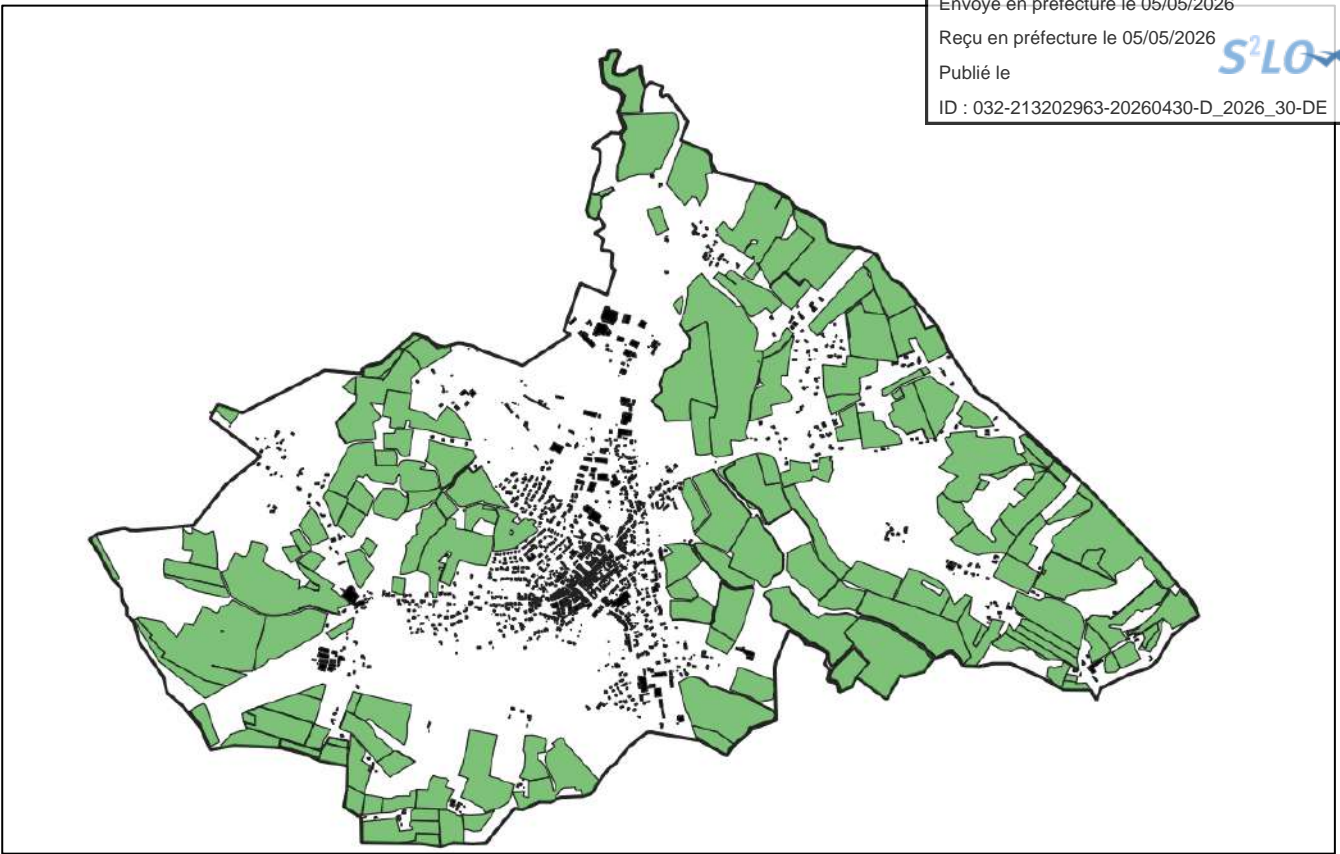 Envoyé en préfecture le 05/05/2026
Reçu en préfecture le 05/05/2026
S²LO
Publié le
ID : 032-213202963-20260430-D_2026_30-DE